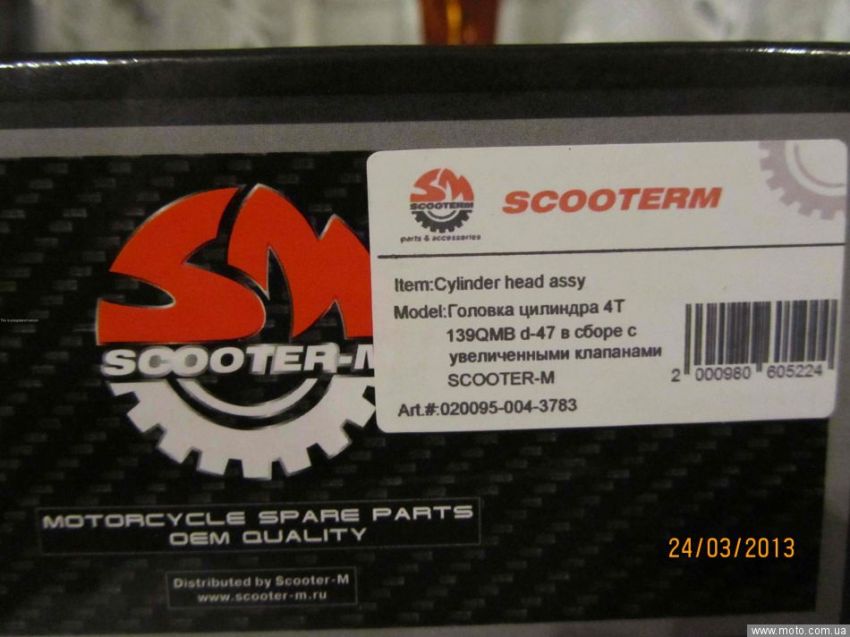 SM
SCOOTER-M
MOTORCYCLE SPARE PARTS
OEM QUALITY
Distributed by Scooter-M
www.scooter-m.ru
SM
SCOOTERM
parts & accessories
SCOOTERM
Item:Cylinder head assy
Model:Головка цилиндра 4Т
139QMB d-47 в сборе с
увеличенными клапанами
SCOOTER-M
Art.#:020095-004-3783
2 000980 605224
24/03/2013
www.moto.com.ua